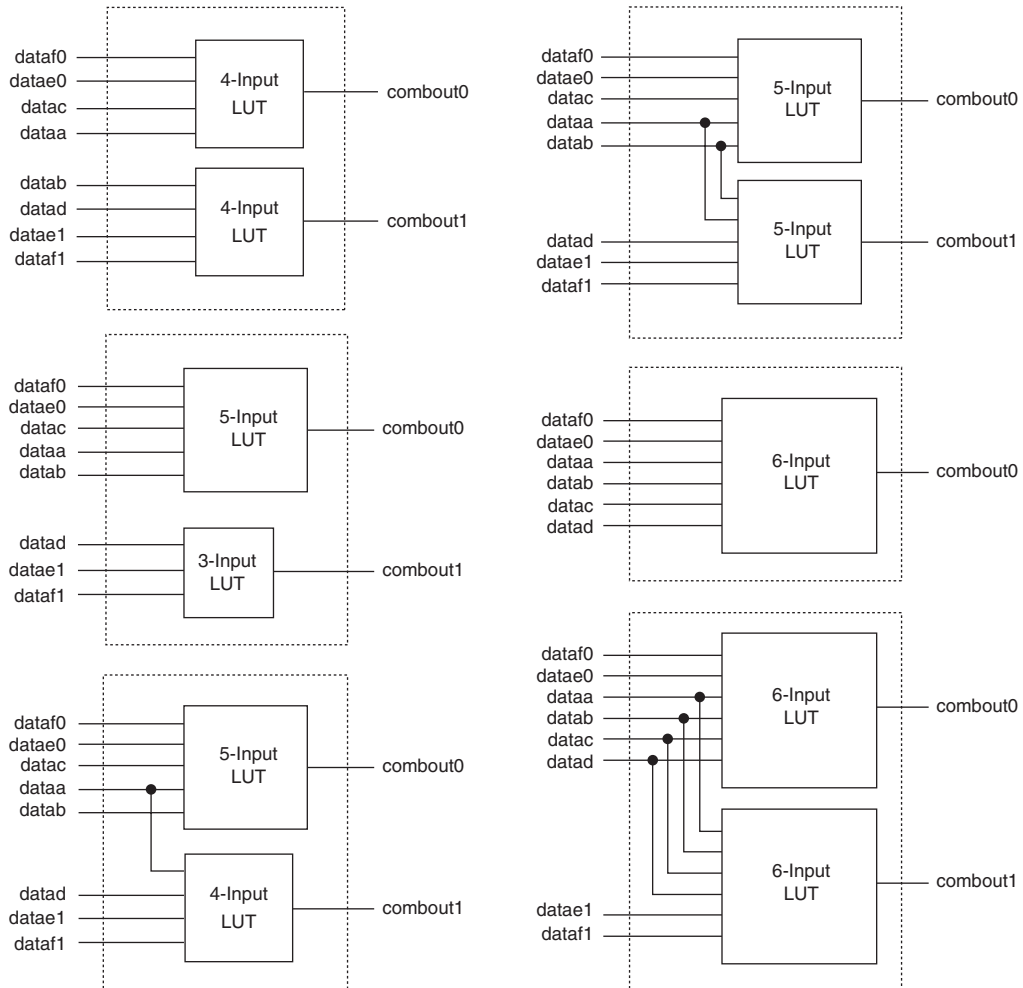 dataf0
datae0
datac
dataa
4-Input
LUT
combout0
datab
datad
datae1
dataf1
4-Input
LUT
combout1
dataf0
datae0
datac
dataa
datab
5-Input
LUT
combout0
datad
datae1
dataf1
3-Input
LUT
combout1
dataf0
datae0
datac
dataa
datab
5-Input
LUT
combout0
datad
datae1
dataf1
4-Input
LUT
combout1
dataf0
datae0
datac
dataa
datab
5-Input
LUT
combout0
datad
datae1
dataf1
5-Input
LUT
combout1
dataf0
datae0
dataa
datab
datac
datad
6-Input
LUT
combout0
dataf0
datae0
dataa
datab
datac
datad
6-Input
LUT
combout0
datae1
dataf1
6-Input
LUT
combout1